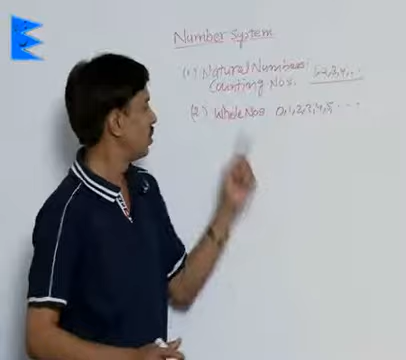 Number System
(1) Natural Numbers: 1,2,3,4,...
Counting Nos.
(2) Whole Nos. 0,1,2,3,4,5, ...